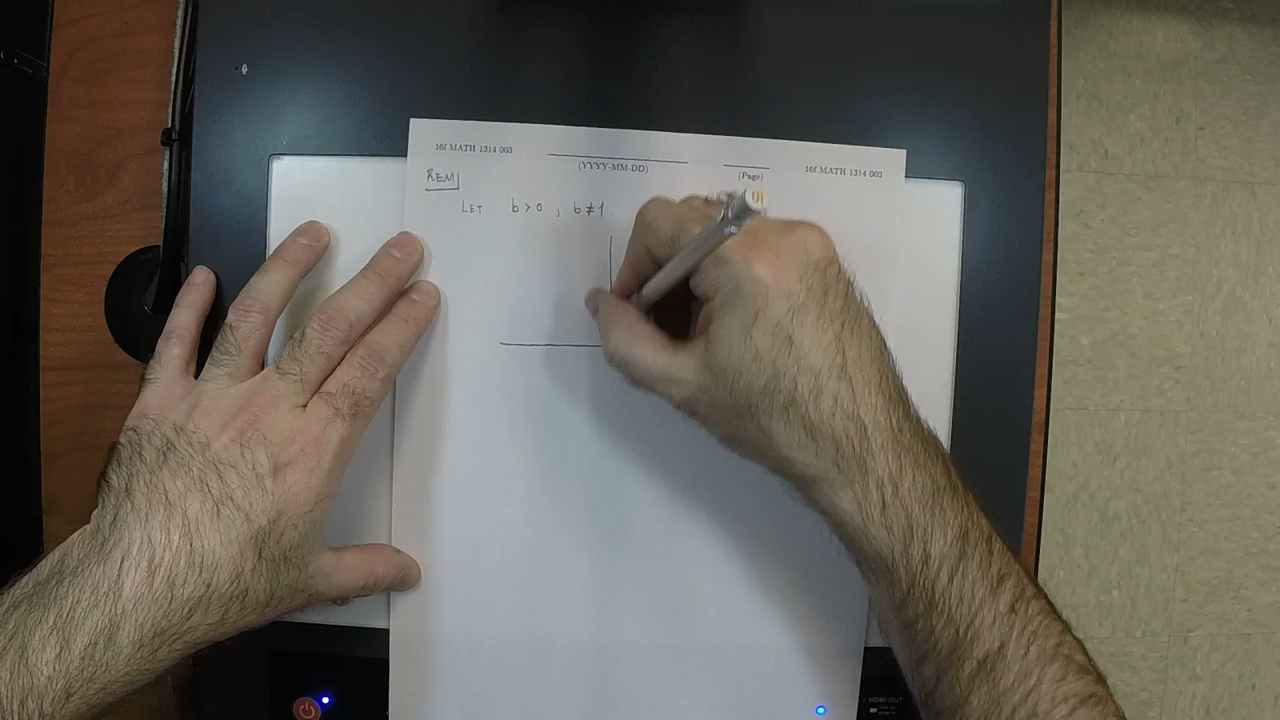 16f MATH 1314 003 (YYYY-MM-DD) (Page) 16f MATH 1314 003
REM
LET b > 0 , b ≠ 1